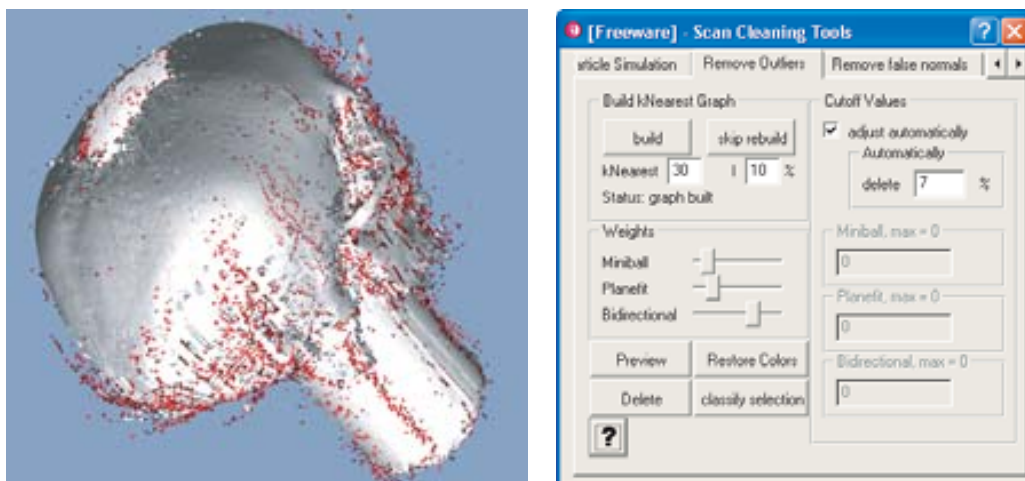 [Freeware] - Scan Cleaning Tools
rticle Simulation Remove Outliers Remove false normals
Build kNearest Graph
build skip rebuild
kNearest 30 10 %
Status: graph built
Weights
Miniball
Planefit
Bidirectional
Preview Restore Colors
Delete classify selection
?
Cutoff Values
adjust automatically
Automatically
delete 7 %
Miniball, max = 0
0
Planefit, max = 0
0
Bidirectional, max = 0
0